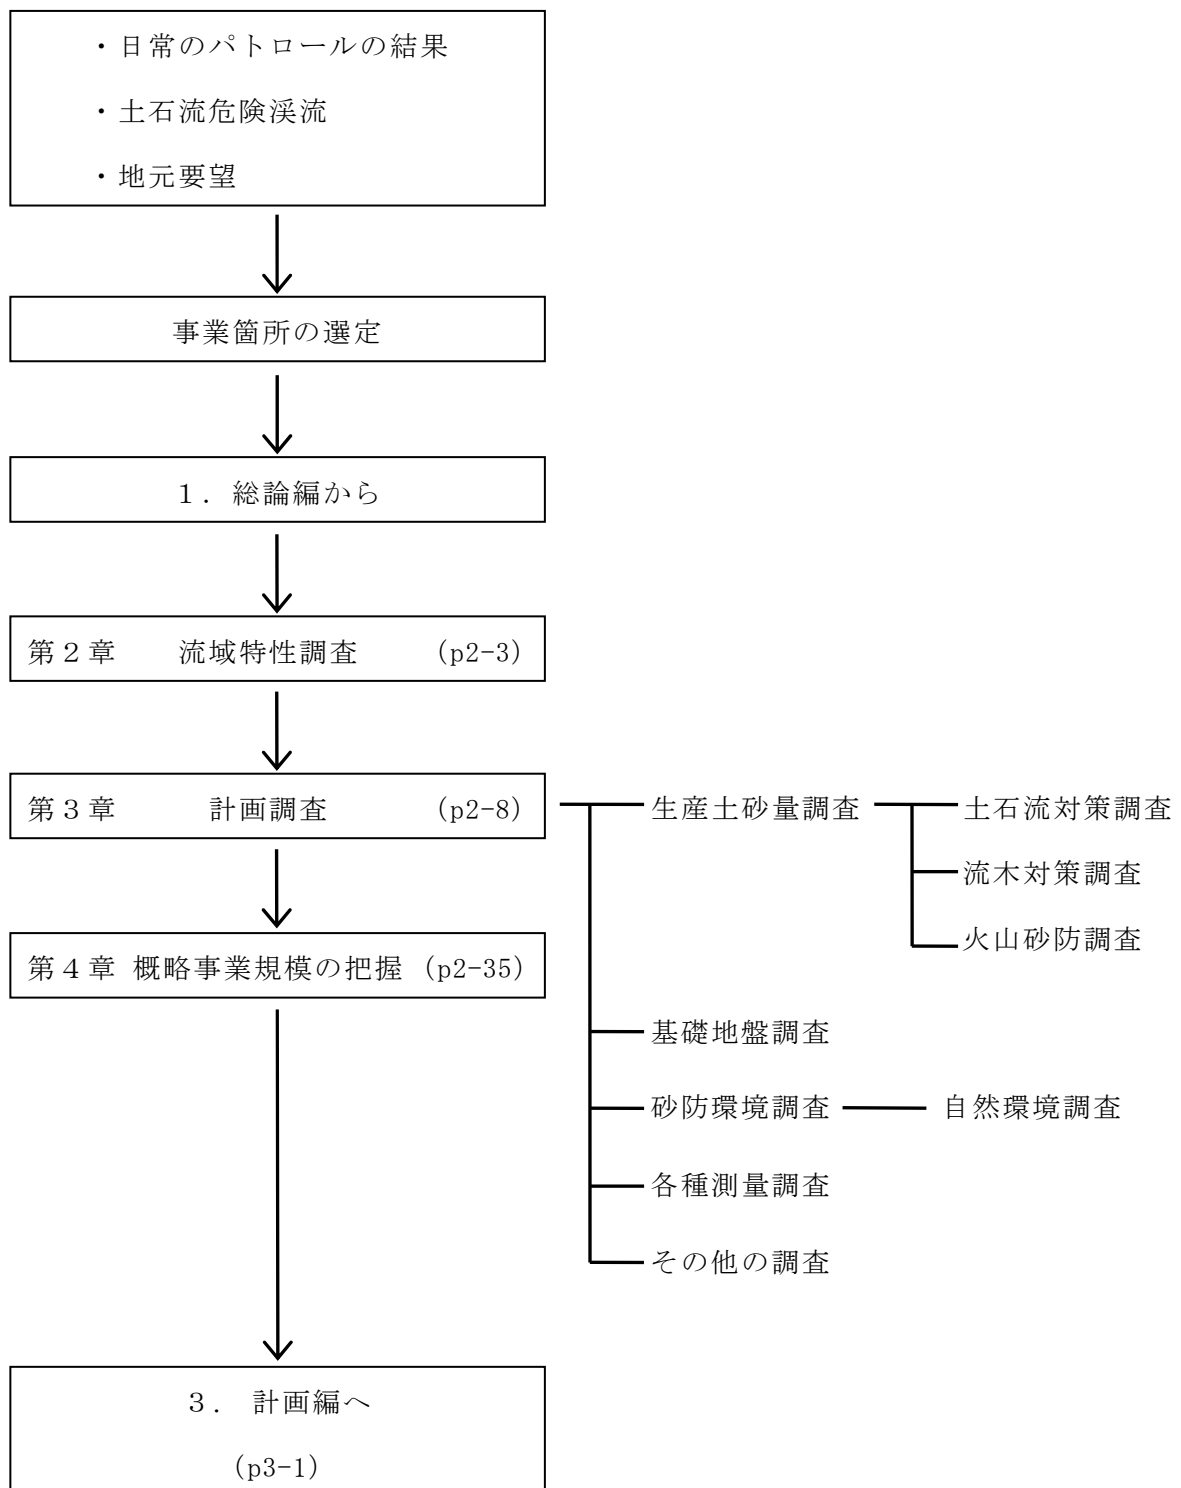 ・日常のパトロールの結果
・土石流危険渓流
・地元要望
事業箇所の選定
１．総論編から
第２章　　流域特性調査　　　(p2-3)
第３章　　　計画調査　　　　(p2-8)
生産土砂量調査
土石流対策調査
流木対策調査
火山砂防調査
第４章 概略事業規模の把握 (p2-35)
基礎地盤調査
砂防環境調査
自然環境調査
各種測量調査
その他の調査
３．　計画編へ
(p3-1)